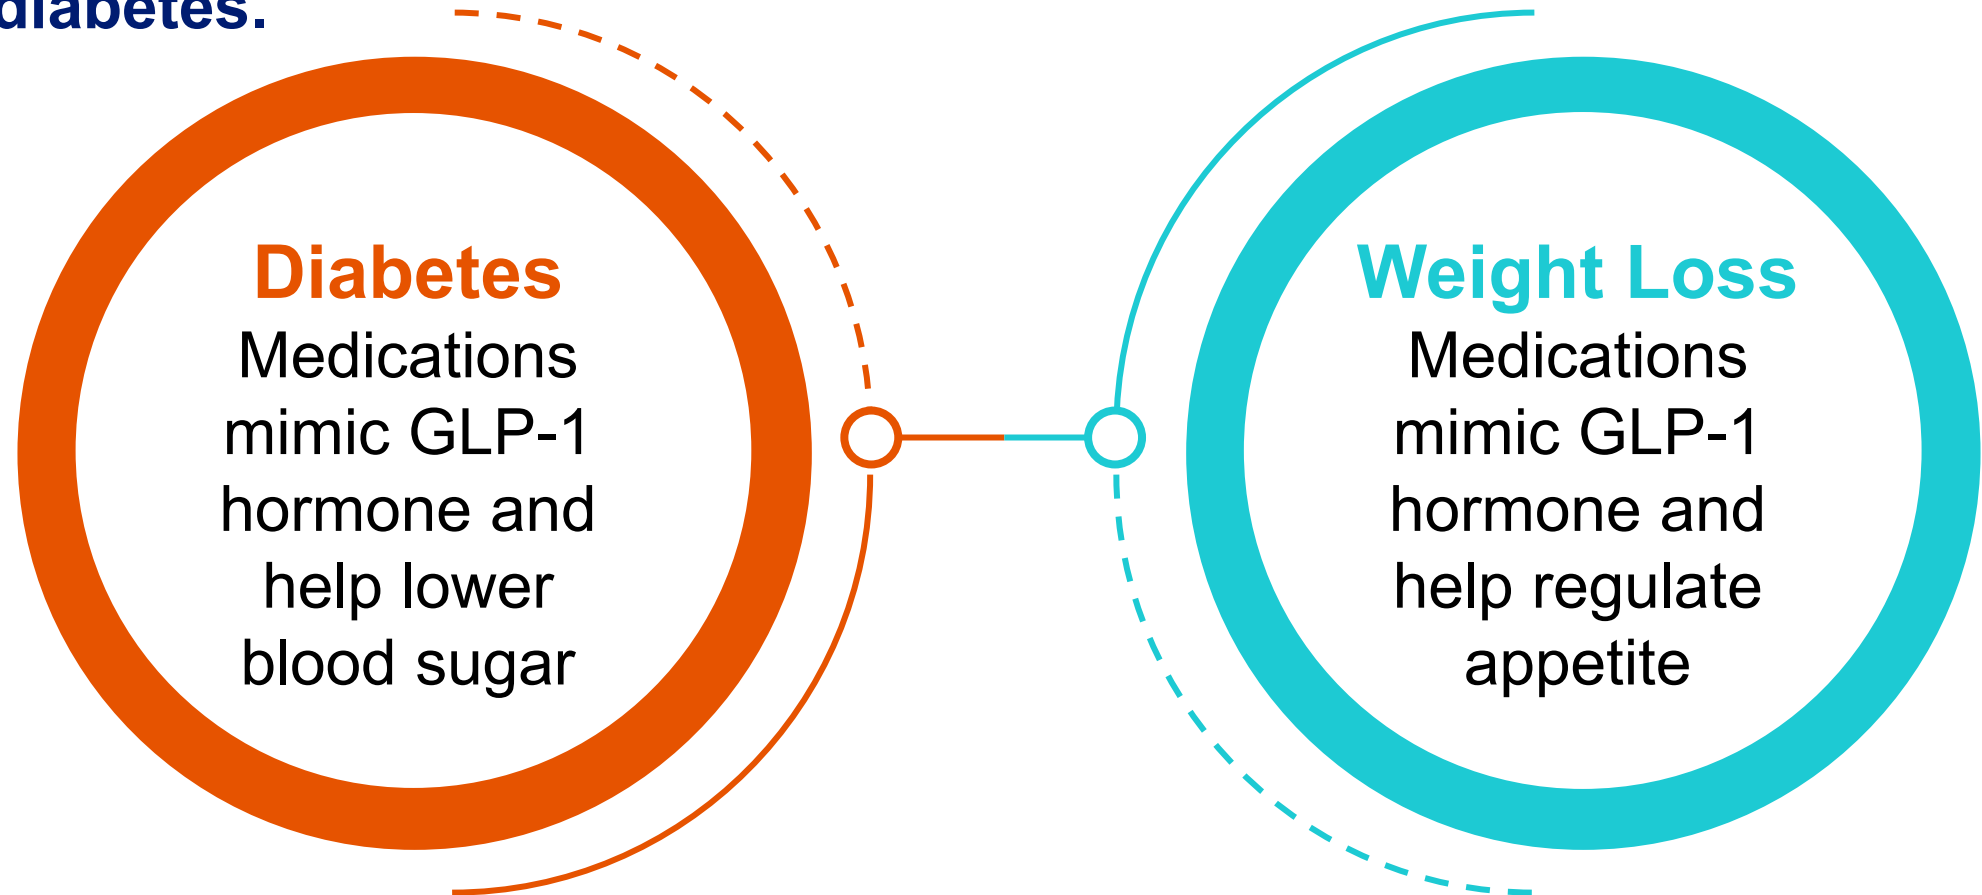 diabetes.
Diabetes
Medications
mimic GLP-1
hormone and
help lower
blood sugar
Weight Loss
Medications
mimic GLP-1
hormone and
help regulate
appetite